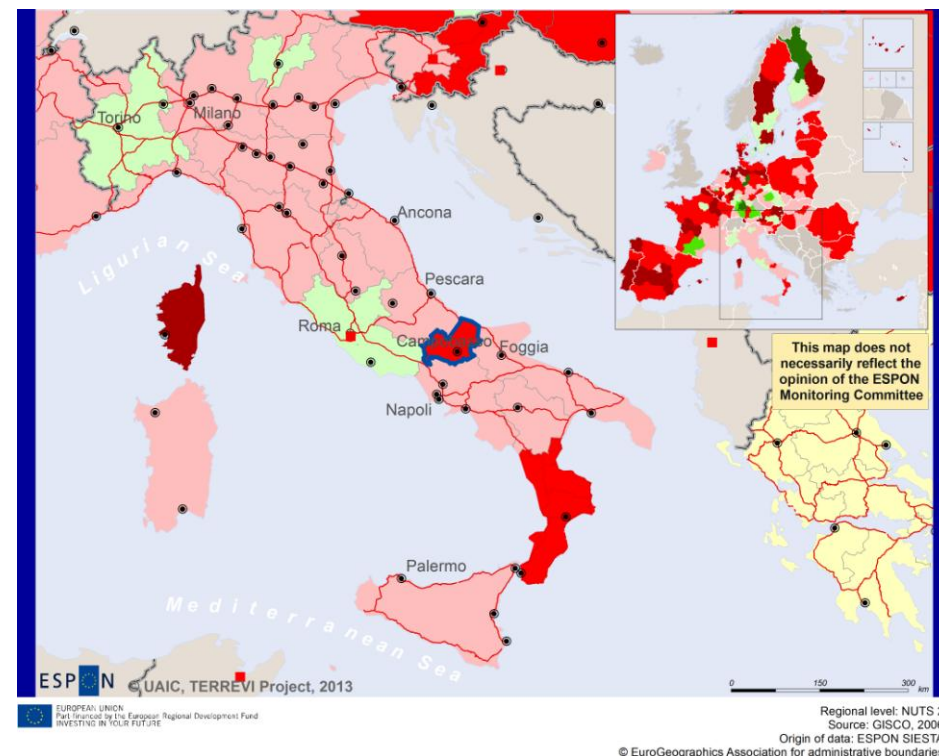 Torino
Milano
Ligurian Sea
Ancona
Pescara
Roma
Foggia
Napoli
Palermo
Mediterranean Sea
This map does not
necessarily reflect the
opinion of the ESPON
Monitoring Committee
ESPON
© UAIC, TERREVI Project, 2013
0 150 300
km
EUROPEAN UNION
Part financed by the European Regional Development Fund
INVESTING IN YOUR FUTURE
Regional level: NUTS
Source: GISCO,
Origin of data: ESPON SIESTA
© EuroGeographics Association for administrative boundaries